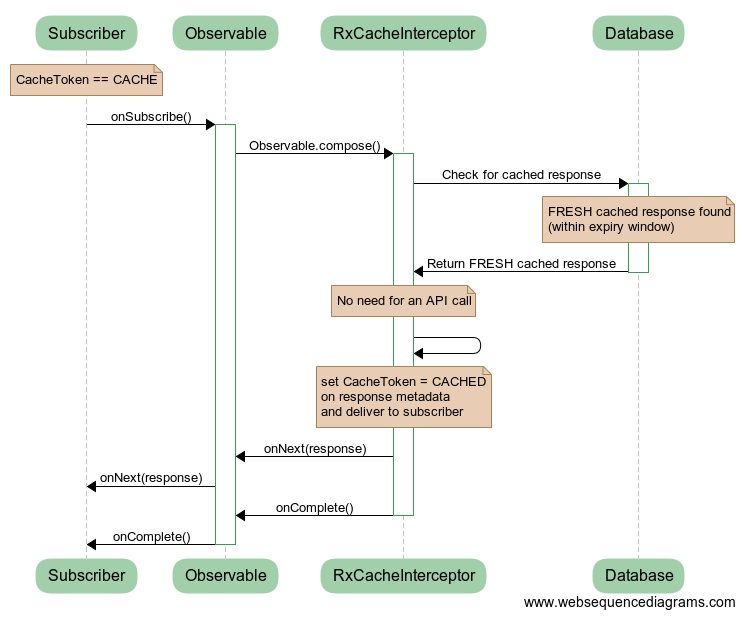 Subscriber Observable RxCacheInterceptor Database
CacheToken == CACHE
onSubscribe()
Observable.compose()
Check for cached response
FRESH cached response found
(within expiry window)
Return FRESH cached response
No need for an API call
set CacheToken = CACHED
on response metadata
and deliver to subscriber
onNext(response)
onNext(response)
onComplete()
onComplete()
Subscriber Observable RxCacheInterceptor Database
www.websequencediagrams.com